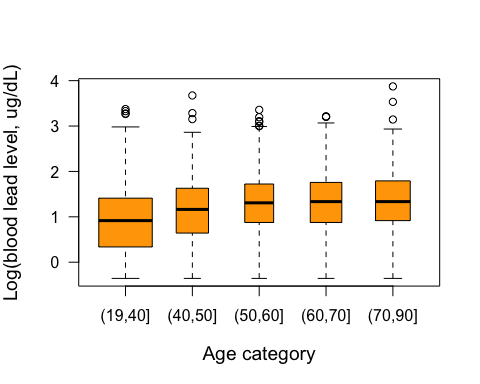 Log(blood lead level, ug/dL)
4
3
2
1
0
(19,40] (40,50] (50,60] (60,70] (70,90]
Age category